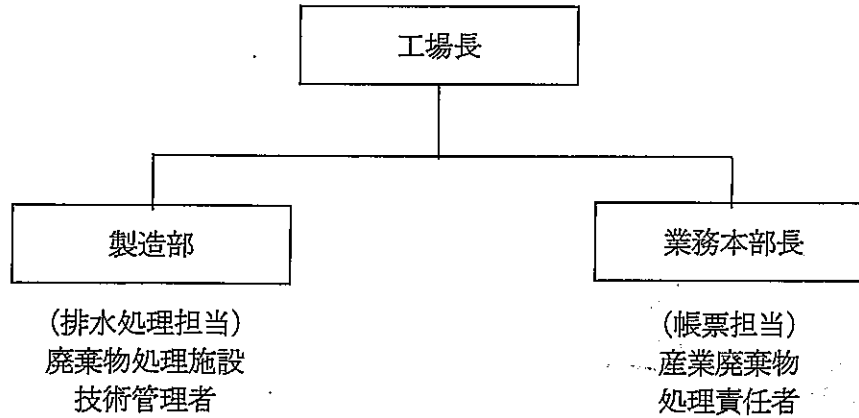 工場長
製造部
業務本部長
(排水処理担当)
廃棄物処理施設
技術管理者
(帳票担当)
産業廃棄物
処理責任者